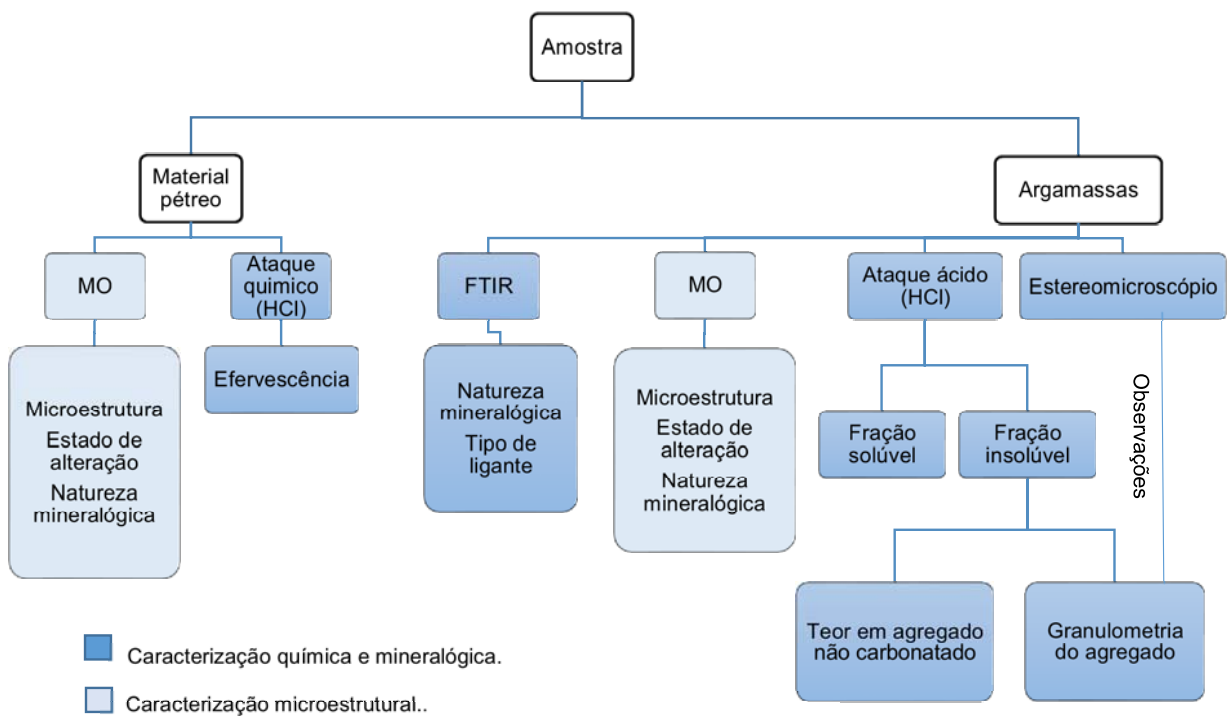 Amostra
Material
pétreo
Argamassas
MO
Ataque
quimico
(HCl)
FTIR
MO
Ataque ácido
(HCl)
Estereomicroscópio
Microestrutura
Estado de
alteração
Natureza
mineralógica
Efervescência
Natureza
mineralógica
Tipo de
ligante
Microestrutura
Estado de
alteração
Natureza
mineralógica
Fração
solúvel
Fração
insolúvel
Observações
Teor em agregado
não carbonatado
Granulometria
do agregado
Caracterização química e mineralógica.
Caracterização microestrutural..